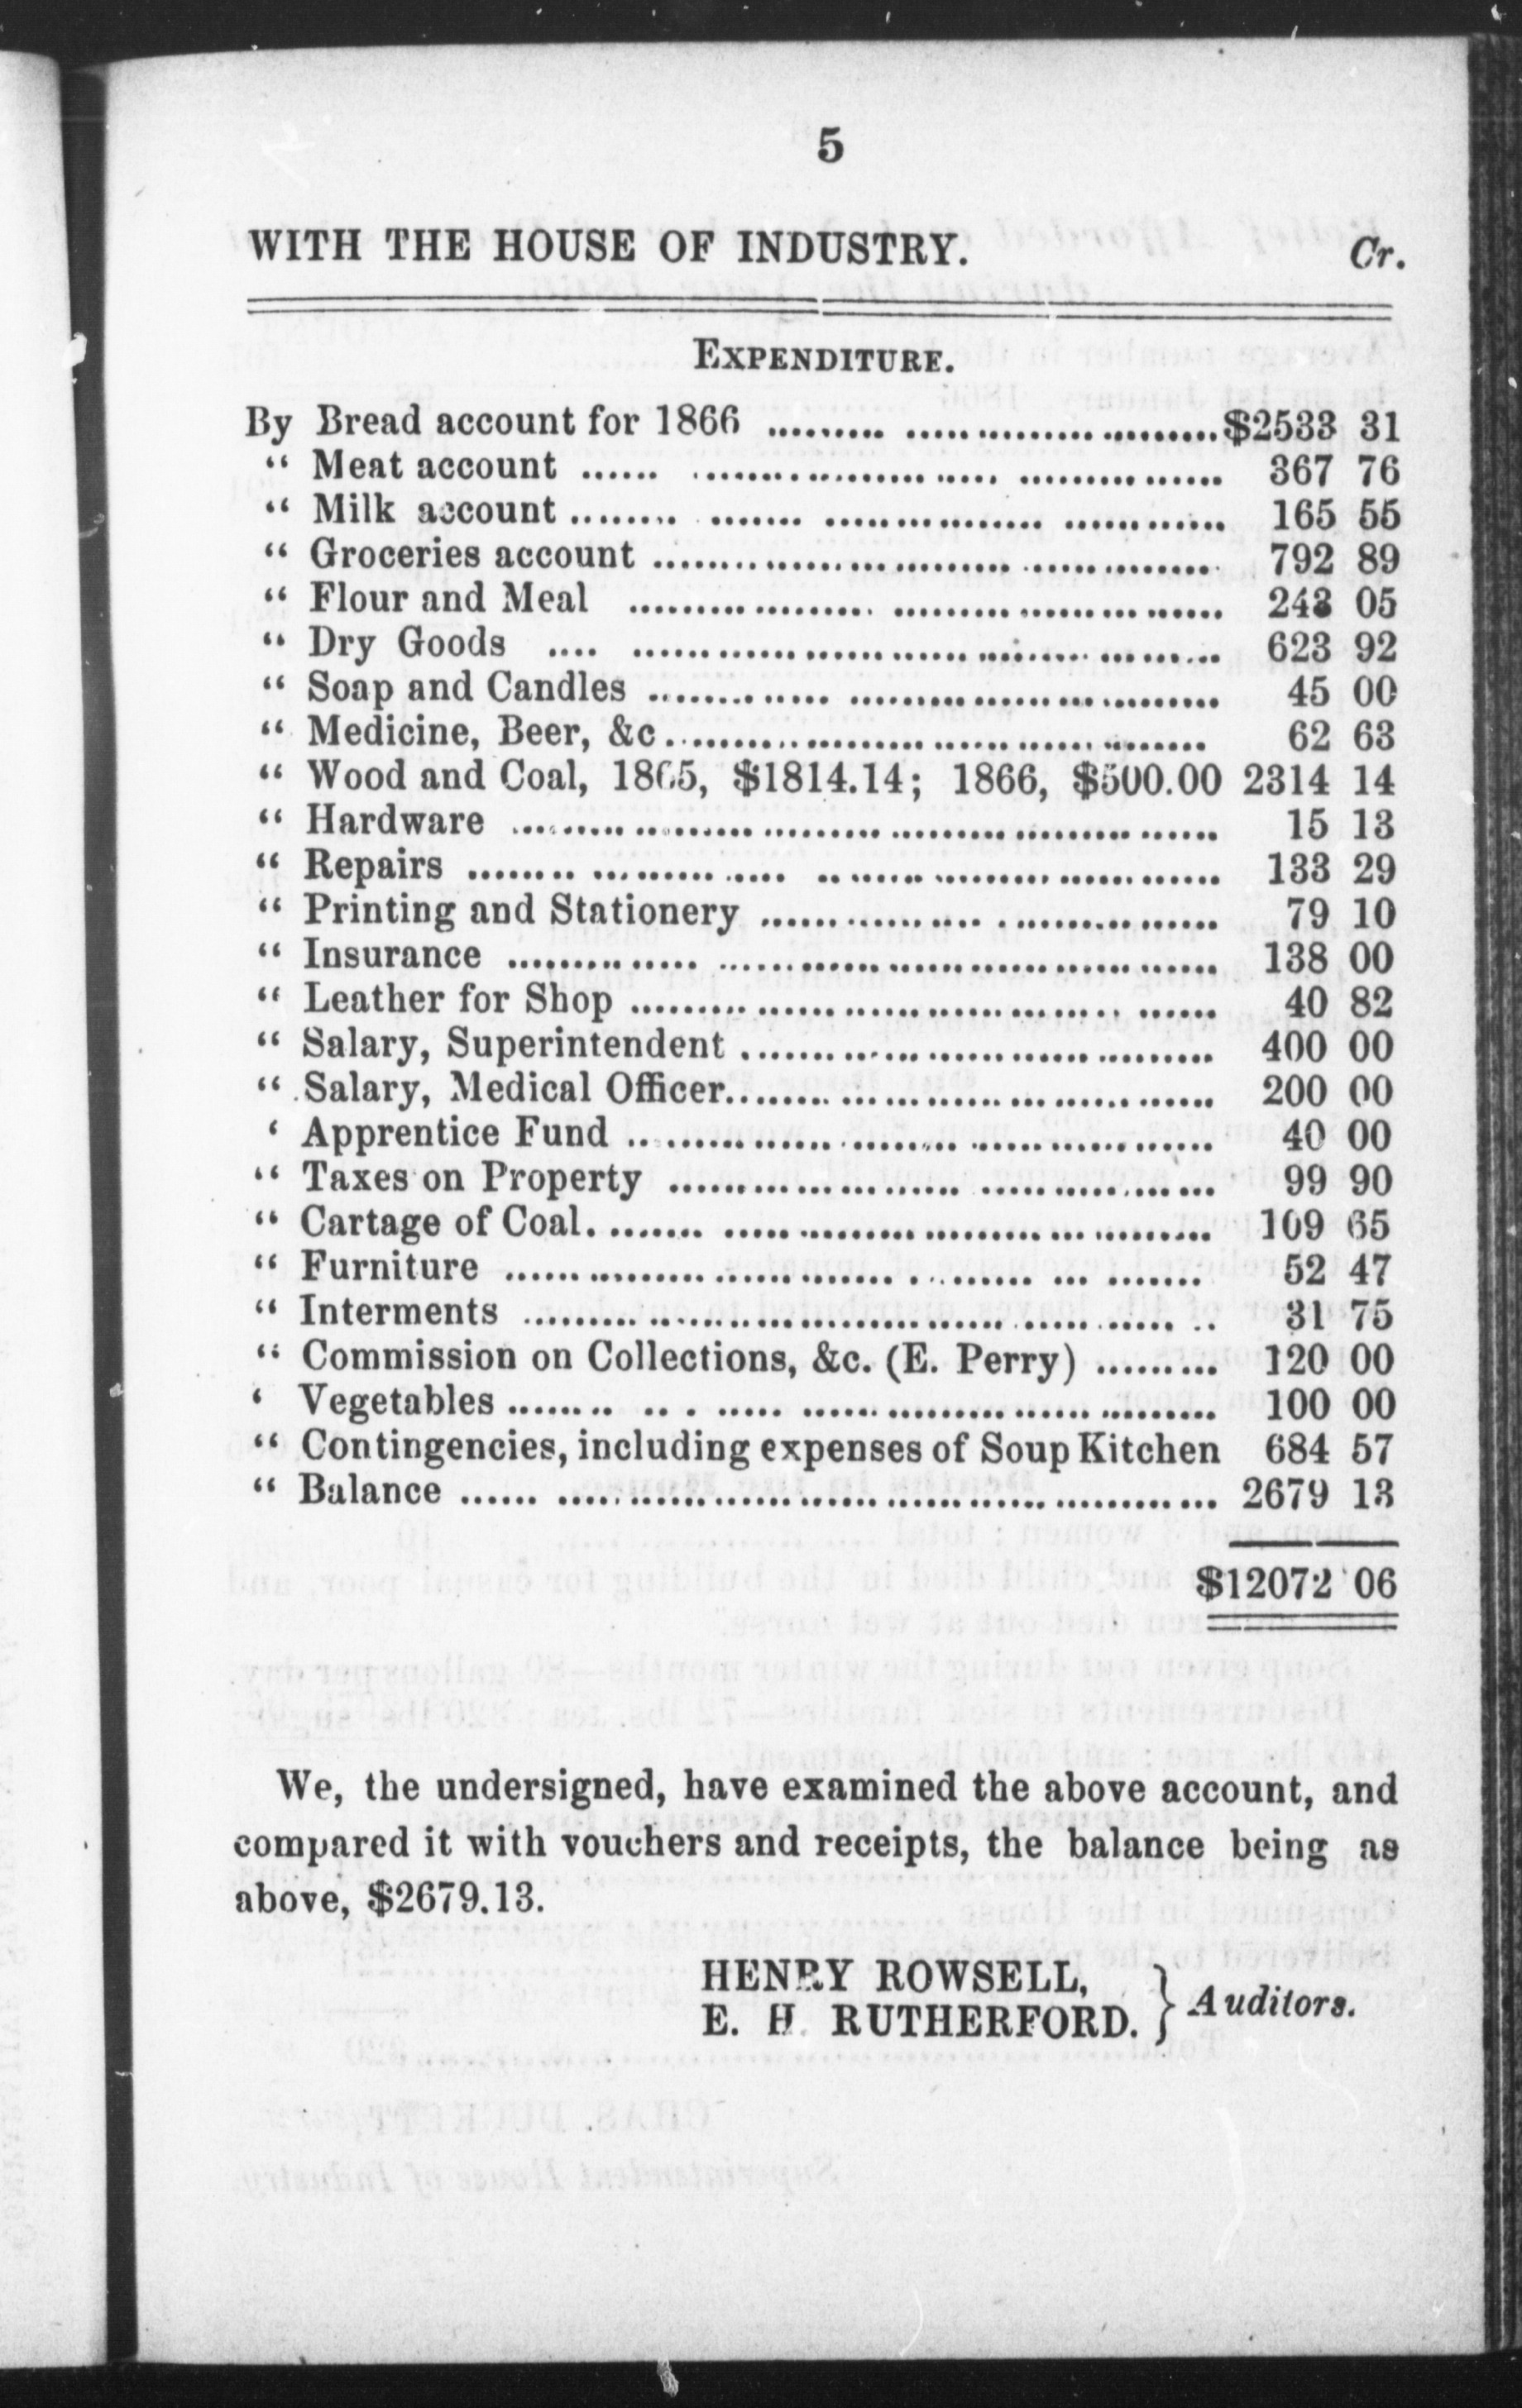 5
WITH THE HOUSE OF INDUSTRY. Cr.
EXPENDITURE.
By Bread account for 1866 .................................... $2533 31
“ Meat account .................................... 367 76
“ Milk account .................................... 165 55
“ Groceries account .................................... 792 89
“ Flour and Meal .................................... 243 05
“ Dry Goods .................................... 623 92
“ Soap and Candles .................................... 45 00
“ Medicine, Beer, &c .................................... 62 63
“ Wood and Coal, 1865, $1814.14; 1866, $500.00 2314 14
“ Hardware .................................... 15 13
“ Repairs .................................... 133 29
“ Printing and Stationery .................................... 79 10
“ Insurance .................................... 138 00
“ Leather for Shop .................................... 40 82
“ Salary, Superintendent .................................... 400 00
“ Salary, Medical Officer .................................... 200 00
‘ Apprentice Fund .................................... 40 00
“ Taxes on Property .................................... 99 90
“ Cartage of Coal .................................... 109 65
“ Furniture .................................... 52 47
“ Interments .................................... 31 75
“ Commission on Collections, &c. (E. Perry) ......... 120 00
‘ Vegetables .................................... 100 00
“ Contingencies, including expenses of Soup Kitchen 684 57
“ Balance .................................... 2679 13
$12072 06
We, the undersigned, have examined the above account, and
compared it with vouchers and receipts, the balance being as
above, $2679.13.
HENRY ROWSELL,
E. H. RUTHERFORD. } Auditors.